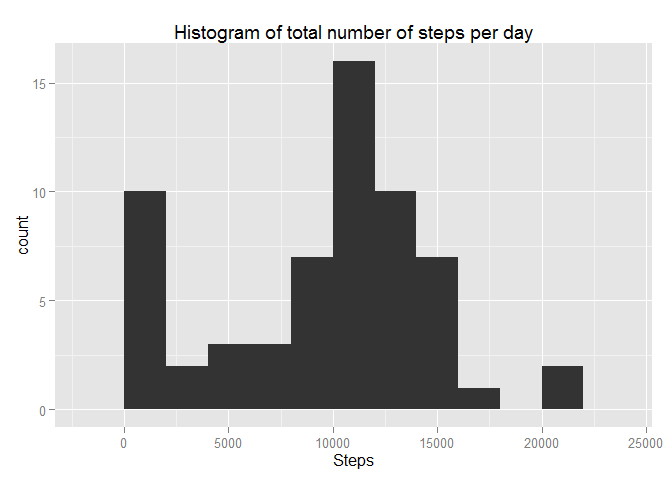 Histogram of total number of steps per day
15
10
5
0
count
0 5000 10000 15000 20000 25000
Steps